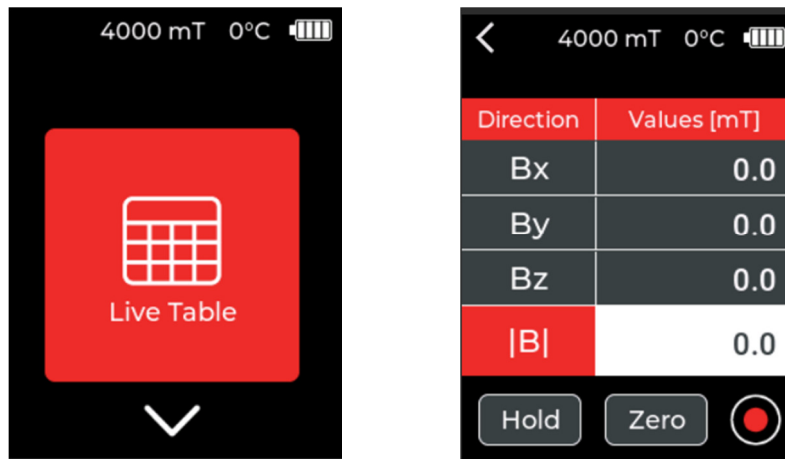 4000 mT 0°C
Live Table
4000 mT 0°C
Direction Values [mT]
Bx 0.0
By 0.0
Bz 0.0
|B| 0.0
Hold Zero